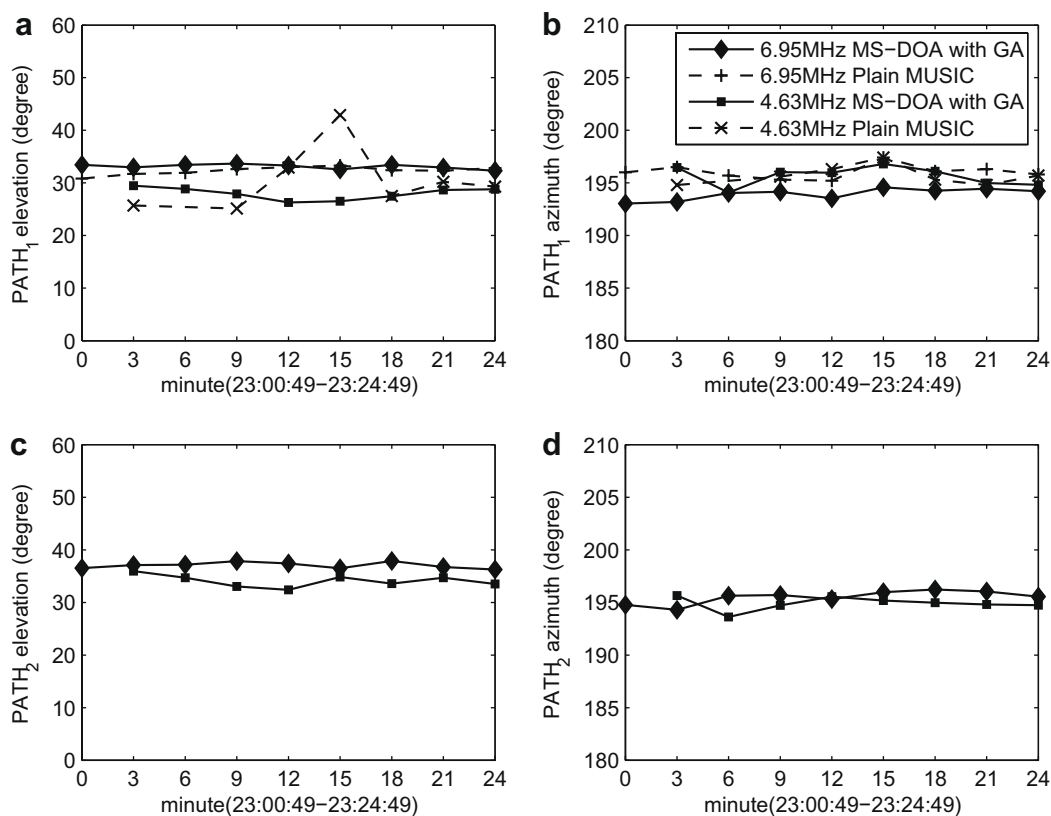 a
60
50
40
30
20
10
0
PATH1 elevation (degree)
0 3 6 9 12 15 18 21 24
minute(23:00:49−23:24:49)
b
210
205
200
195
190
185
180
PATH1 azimuth (degree)
6.95MHz MS−DOA with GA
6.95MHz Plain MUSIC
4.63MHz MS−DOA with GA
4.63MHz Plain MUSIC
0 3 6 9 12 15 18 21 24
minute(23:00:49−23:24:49)
c
60
50
40
30
20
10
0
PATH2 elevation (degree)
0 3 6 9 12 15 18 21 24
minute(23:00:49−23:24:49)
d
210
205
200
195
190
185
180
PATH2 azimuth (degree)
0 3 6 9 12 15 18 21 24
minute(23:00:49−23:24:49)